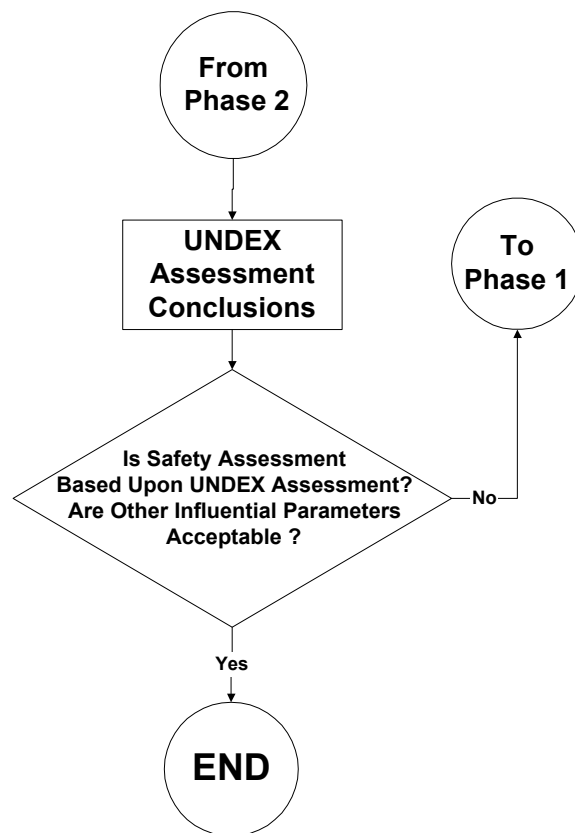 From
Phase 2
UNDEX
Assessment
Conclusions
To
Phase 1
Is Safety Assessment
Based Upon UNDEX Assessment?
Are Other Influential Parameters
Acceptable ?
No
Yes
END